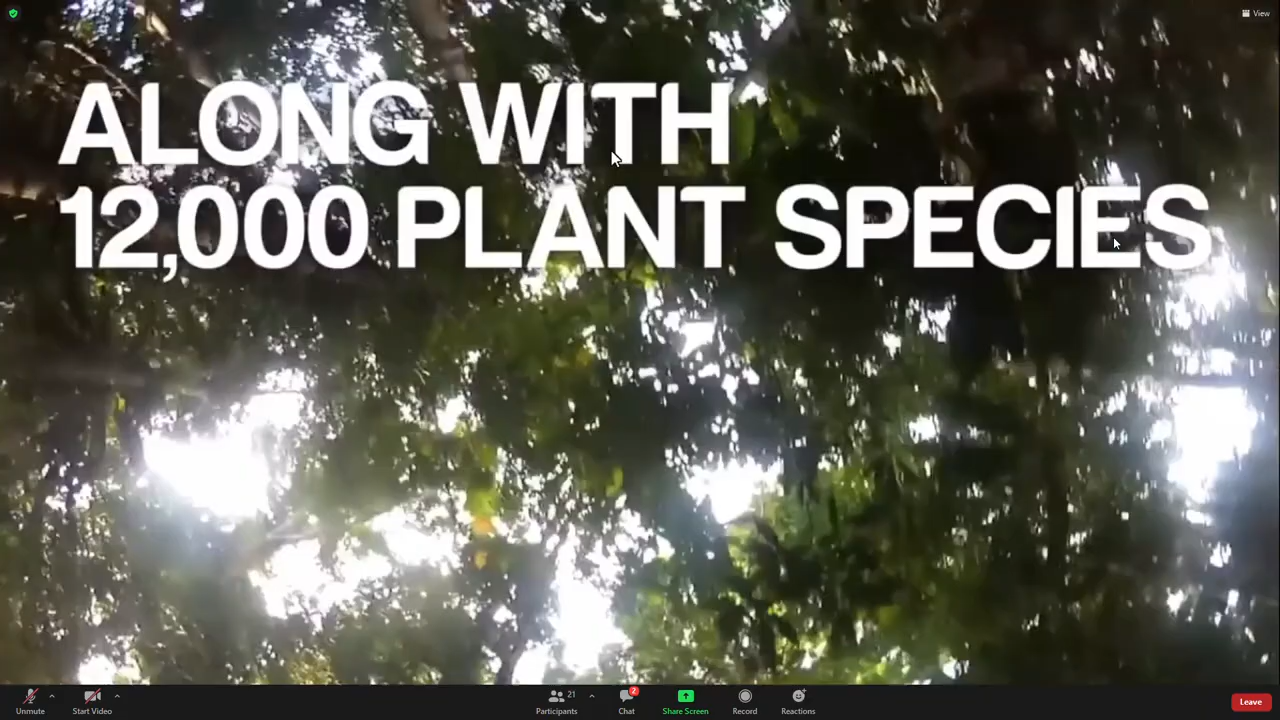 View
ALONG WITH
12,000 PLANT SPECIES
Unmute
Start Video
21
Participants
2
Chat
Share Screen
Record
Reactions
Leave